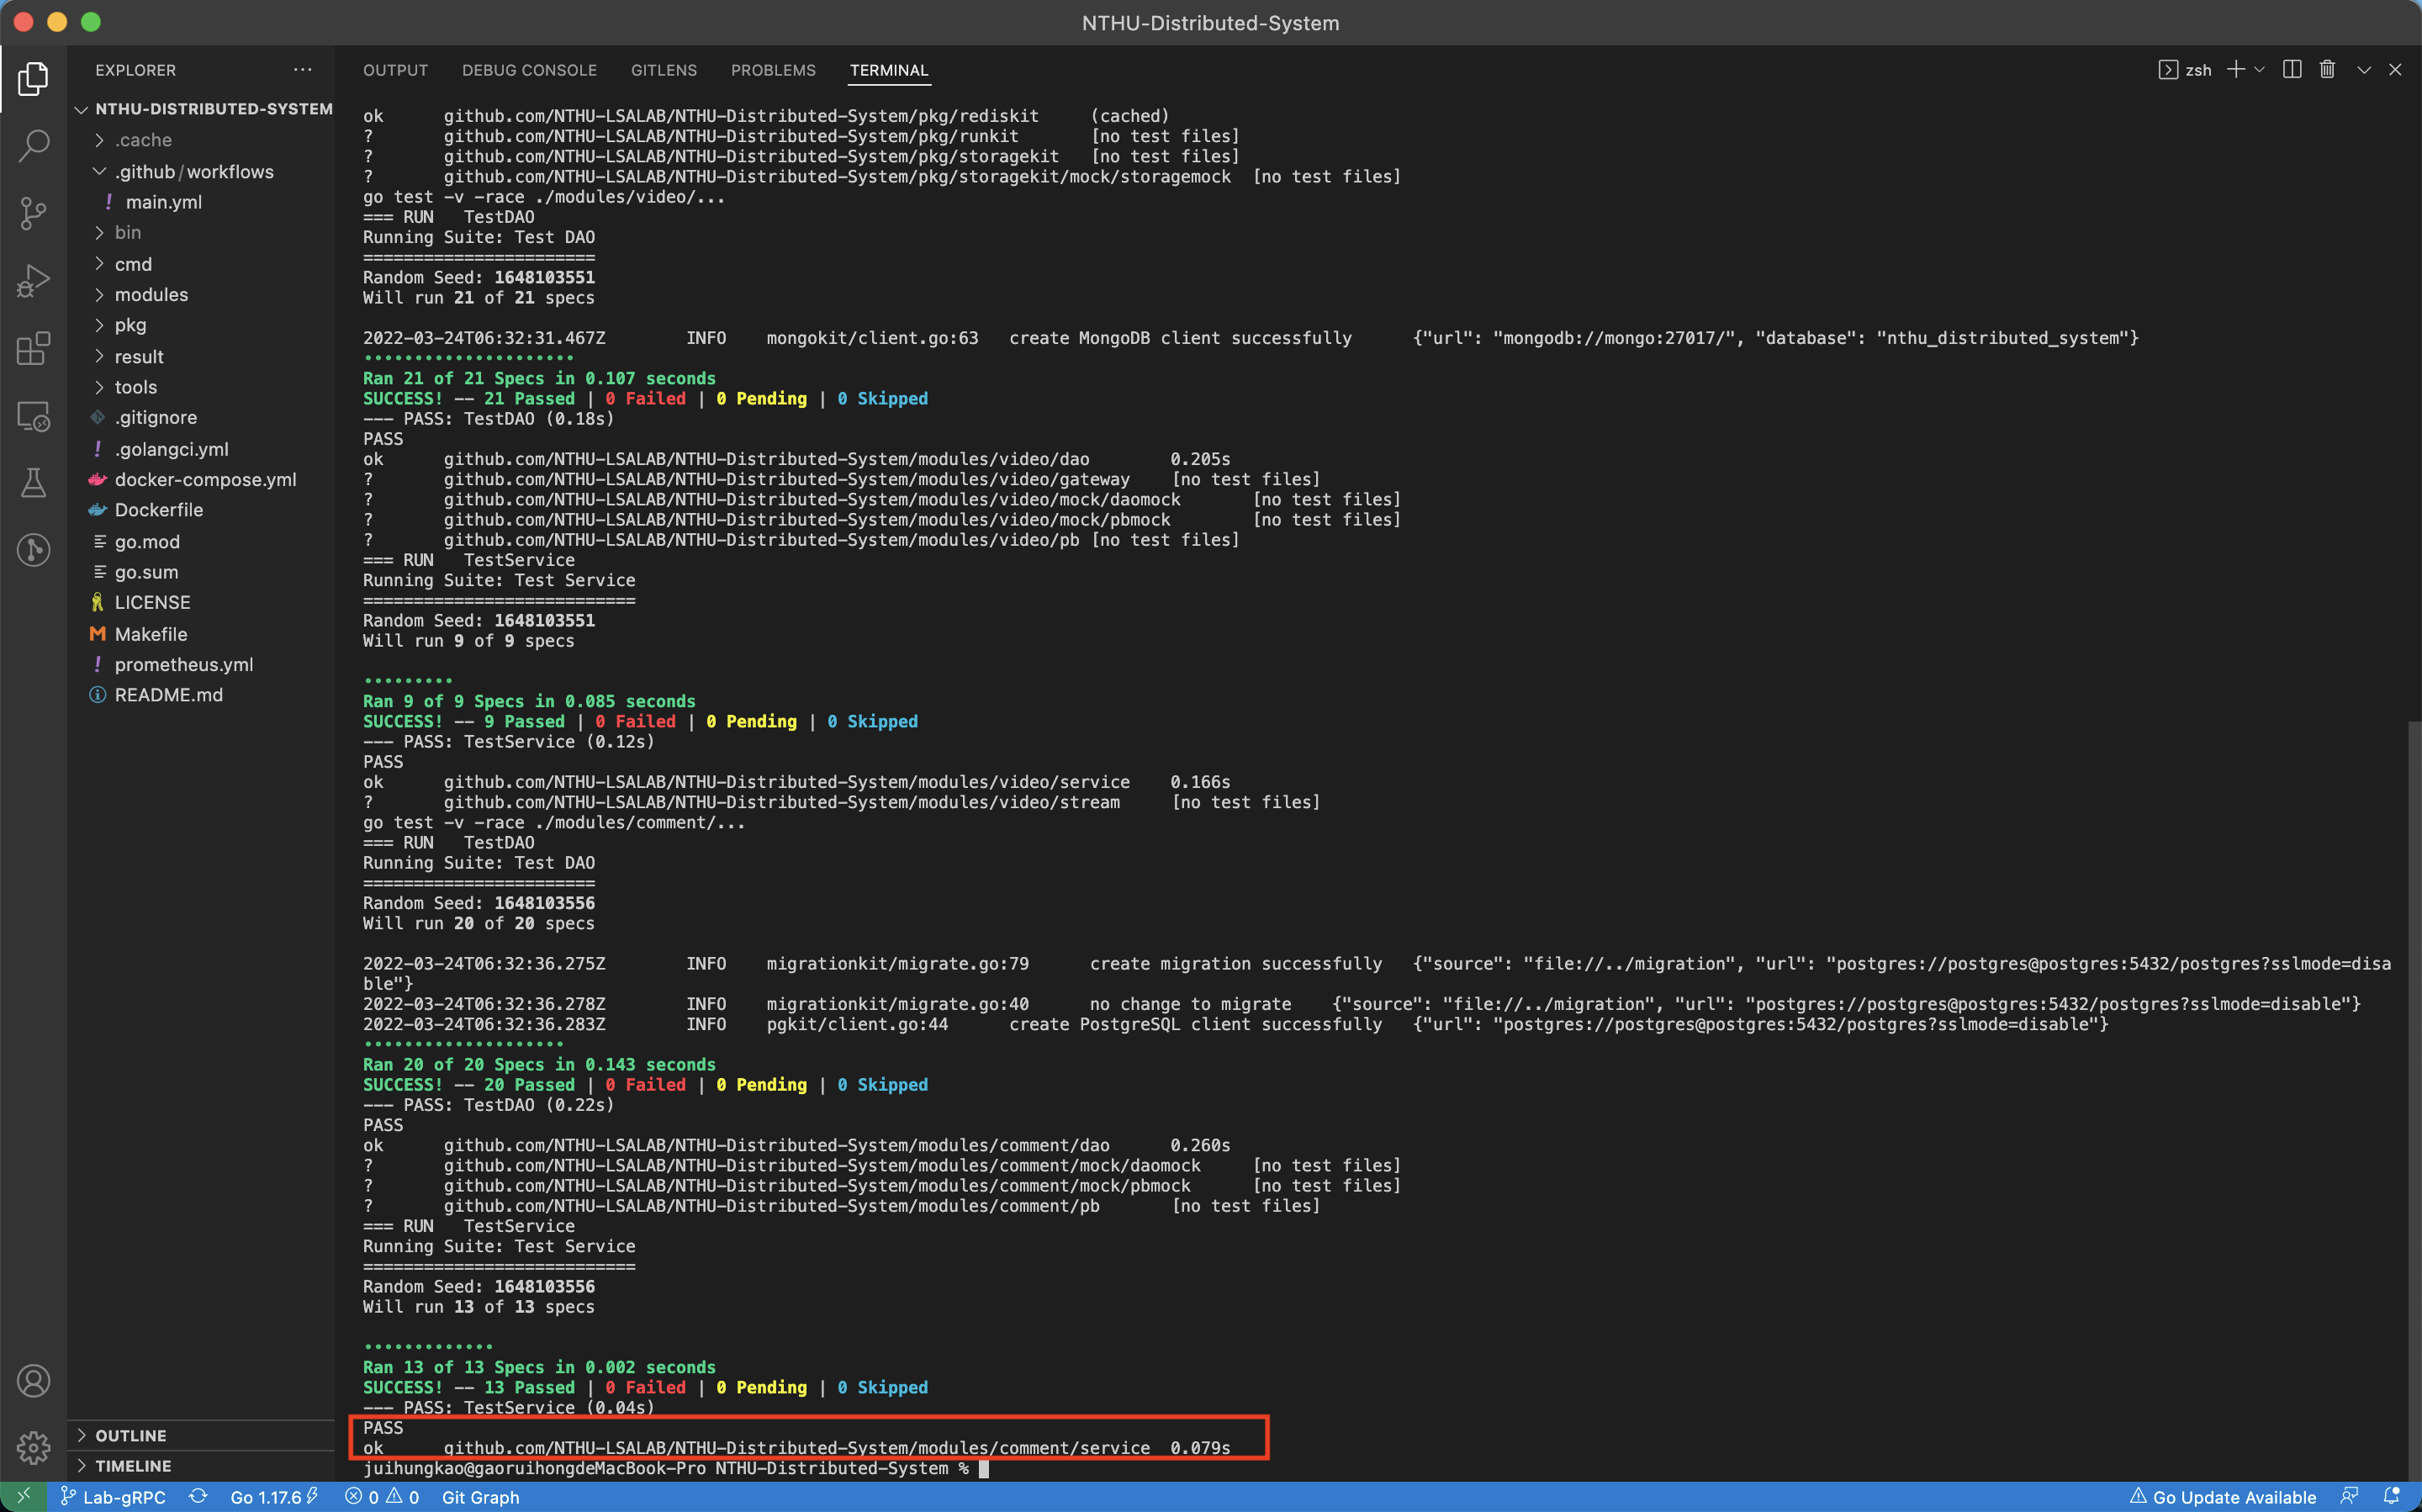 NTHU-Distributed-System
EXPLORER
OUTPUT DEBUG CONSOLE GITLENS PROBLEMS TERMINAL
zsh
NTHU-DISTRIBUTED-SYSTEM
.cache
.github/workflows
main.yml
bin
cmd
modules
pkg
result
tools
.gitignore
.golangci.yml
docker-compose.yml
Dockerfile
go.mod
go.sum
LICENSE
Makefile
prometheus.yml
README.md
OUTLINE
TIMELINE
ok github.com/NTHU-LSALAB/NTHU-Distributed-System/pkg/rediskit (cached)
? github.com/NTHU-LSALAB/NTHU-Distributed-System/pkg/runkit [no test files]
? github.com/NTHU-LSALAB/NTHU-Distributed-System/pkg/storagekit [no test files]
? github.com/NTHU-LSALAB/NTHU-Distributed-System/pkg/storagekit/mock/storagemock [no test files]
go test -v -race ./modules/video/...
=== RUN TestDAO
Running Suite: Test DAO
=======================
Random Seed: 1648103551
Will run 21 of 21 specs
2022-03-24T06:32:31.467Z INFO mongokit/client.go:63 create MongoDB client successfully {"url": "mongodb://mongo:27017/", "database": "nthu_distributed_system"}
•••••••••••••••••••••
Ran 21 of 21 Specs in 0.107 seconds
SUCCESS! -- 21 Passed | 0 Failed | 0 Pending | 0 Skipped
--- PASS: TestDAO (0.18s)
PASS
ok github.com/NTHU-LSALAB/NTHU-Distributed-System/modules/video/dao 0.205s
? github.com/NTHU-LSALAB/NTHU-Distributed-System/modules/video/gateway [no test files]
? github.com/NTHU-LSALAB/NTHU-Distributed-System/modules/video/mock/daomock [no test files]
? github.com/NTHU-LSALAB/NTHU-Distributed-System/modules/video/mock/pbmock [no test files]
? github.com/NTHU-LSALAB/NTHU-Distributed-System/modules/video/pb [no test files]
=== RUN TestService
Running Suite: Test Service
===========================
Random Seed: 1648103551
Will run 9 of 9 specs
•••••••••
Ran 9 of 9 Specs in 0.085 seconds
SUCCESS! -- 9 Passed | 0 Failed | 0 Pending | 0 Skipped
--- PASS: TestService (0.12s)
PASS
ok github.com/NTHU-LSALAB/NTHU-Distributed-System/modules/video/service 0.166s
? github.com/NTHU-LSALAB/NTHU-Distributed-System/modules/video/stream [no test files]
go test -v -race ./modules/comment/...
=== RUN TestDAO
Running Suite: Test DAO
=======================
Random Seed: 1648103556
Will run 20 of 20 specs
2022-03-24T06:32:36.275Z INFO migrationkit/migrate.go:79 create migration successfully {"source": "file://../migration", "url": "postgres://postgres@postgres:5432/postgres?sslmode=disa
ble"}
2022-03-24T06:32:36.278Z INFO migrationkit/migrate.go:40 no change to migrate {"source": "file://../migration", "url": "postgres://postgres@postgres:5432/postgres?sslmode=disable"}
2022-03-24T06:32:36.283Z INFO pgkit/client.go:44 create PostgreSQL client successfully {"url": "postgres://postgres@postgres:5432/postgres?sslmode=disable"}
••••••••••••••••••••
Ran 20 of 20 Specs in 0.143 seconds
SUCCESS! -- 20 Passed | 0 Failed | 0 Pending | 0 Skipped
--- PASS: TestDAO (0.22s)
PASS
ok github.com/NTHU-LSALAB/NTHU-Distributed-System/modules/comment/dao 0.260s
? github.com/NTHU-LSALAB/NTHU-Distributed-System/modules/comment/mock/daomock [no test files]
? github.com/NTHU-LSALAB/NTHU-Distributed-System/modules/comment/mock/pbmock [no test files]
? github.com/NTHU-LSALAB/NTHU-Distributed-System/modules/comment/pb [no test files]
=== RUN TestService
Running Suite: Test Service
===========================
Random Seed: 1648103556
Will run 13 of 13 specs
•••••••••••••
Ran 13 of 13 Specs in 0.002 seconds
SUCCESS! -- 13 Passed | 0 Failed | 0 Pending | 0 Skipped
--- PASS: TestService (0.04s)
PASS
ok github.com/NTHU-LSALAB/NTHU-Distributed-System/modules/comment/service 0.079s
juihungkao@gaoruihongdeMacBook-Pro NTHU-Distributed-System %
Lab-gRPC Go 1.17.6 0 0 Git Graph Go Update Available